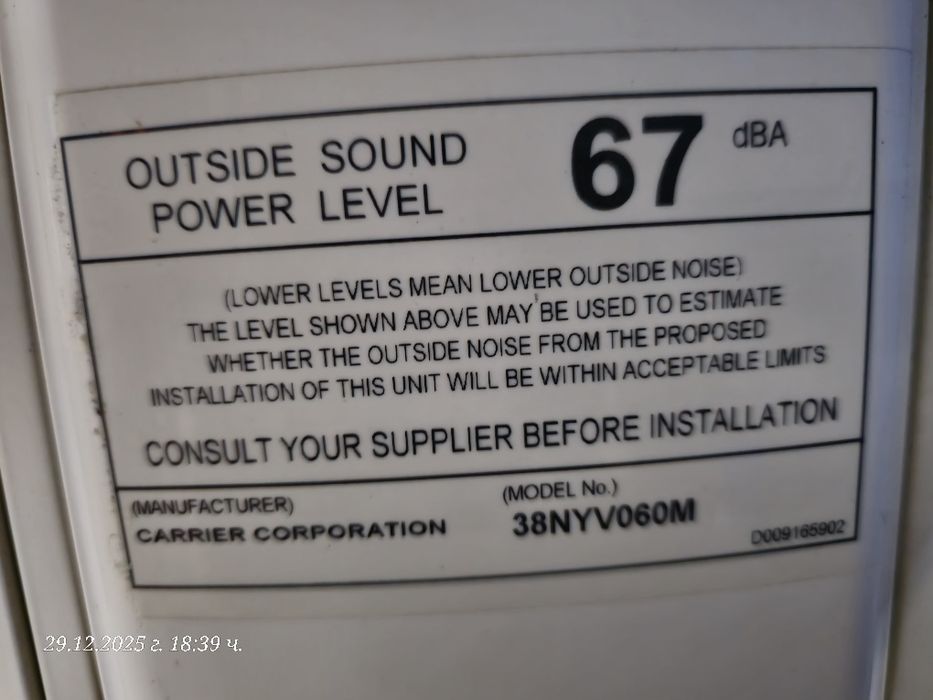 OUTSIDE SOUND
POWER LEVEL
67 dBA
(LOWER LEVELS MEAN LOWER OUTSIDE NOISE)
THE LEVEL SHOWN ABOVE MAY BE USED TO ESTIMATE
WHETHER THE OUTSIDE NOISE FROM THE PROPOSED
INSTALLATION OF THIS UNIT WILL BE WITHIN ACCEPTABLE LIMITS
CONSULT YOUR SUPPLIER BEFORE INSTALLATION
(MANUFACTURER)
CARRIER CORPORATION
(MODEL No.)
38NYV060M
D009165902
29.12.2025 г. 18:39 ч.